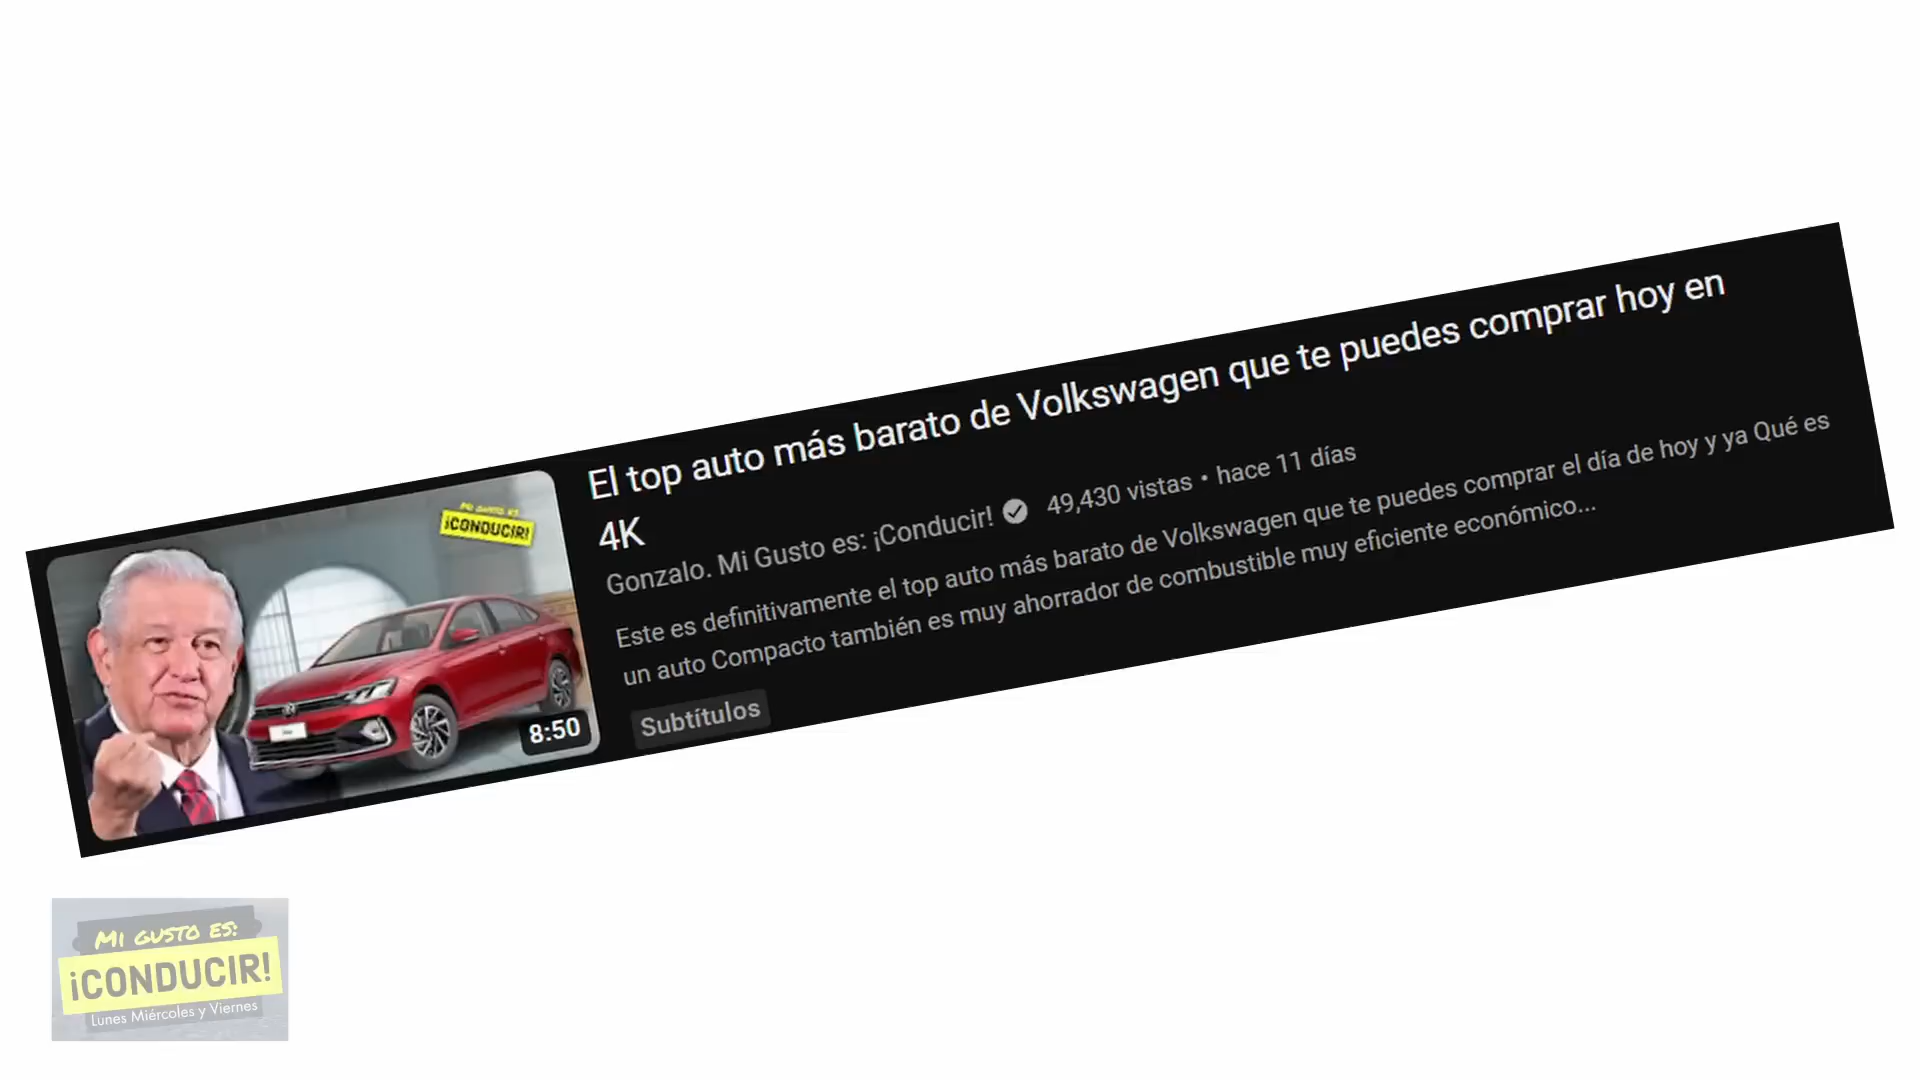 El top auto más barato de Volkswagen que te puedes comprar hoy en
4K
Gonzalo. Mi Gusto es: ¡Conducir! 49,430 vistas • hace 11 días
Este es definitivamente el top auto más barato de Volkswagen que te puedes comprar el día de hoy y ya Qué es
un auto Compacto también es muy ahorrador de combustible muy eficiente económico...
Subtítulos
MI GUSTO ES:
¡CONDUCIR!
8:50
MI GUSTO ES:
¡CONDUCIR!
Lunes Miércoles y Viernes